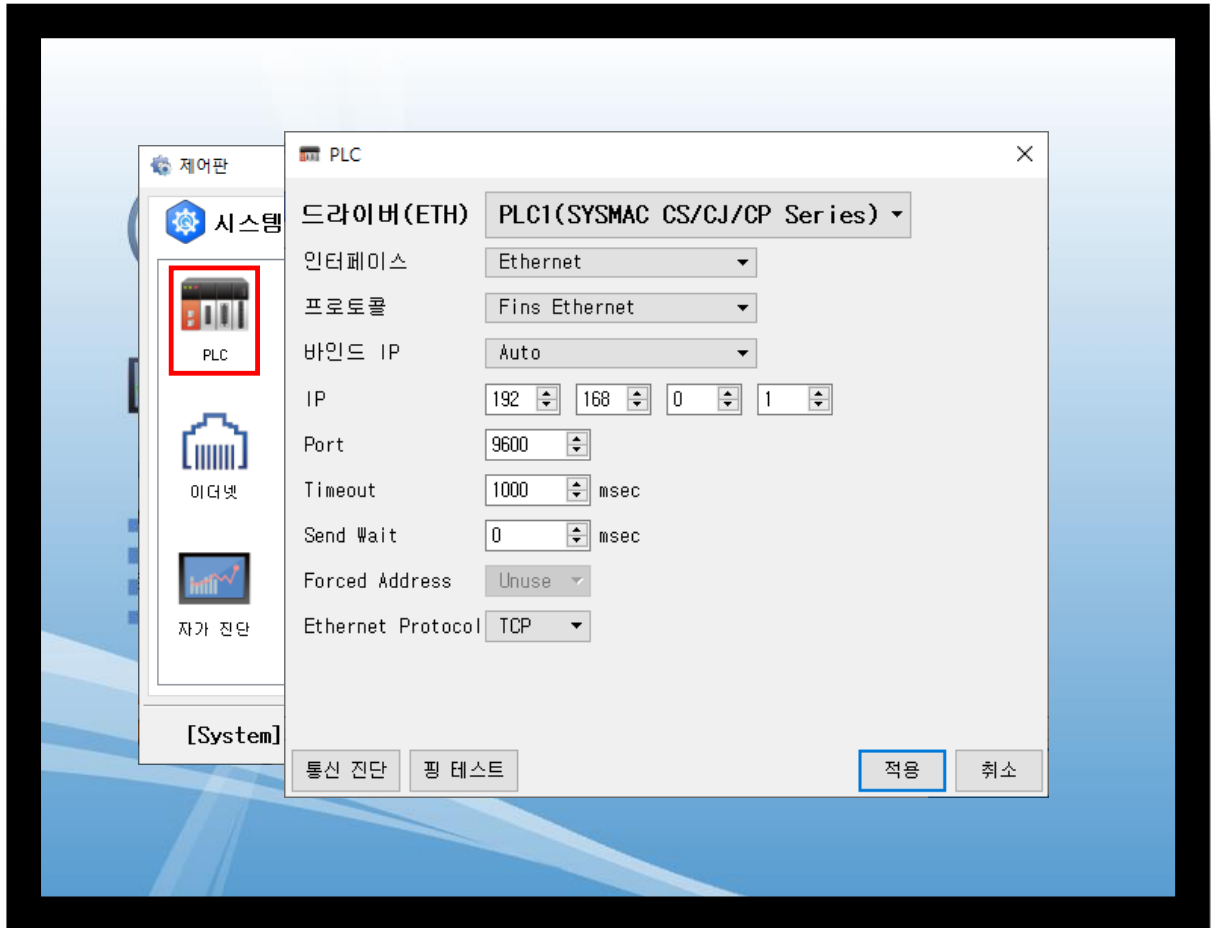 제어판
시스템
PLC
이더넷
자가 진단
[System]
PLC
드라이버(ETH) PLC1(SYSMAC CS/CJ/CP Series)
인터페이스 Ethernet
프로토콜 Fins Ethernet
바인드 IP Auto
IP 192 168 0 1
Port 9600
Timeout 1000 msec
Send Wait 0 msec
Forced Address Unuse
Ethernet Protocol TCP
통신 진단 핑 테스트 적용 취소